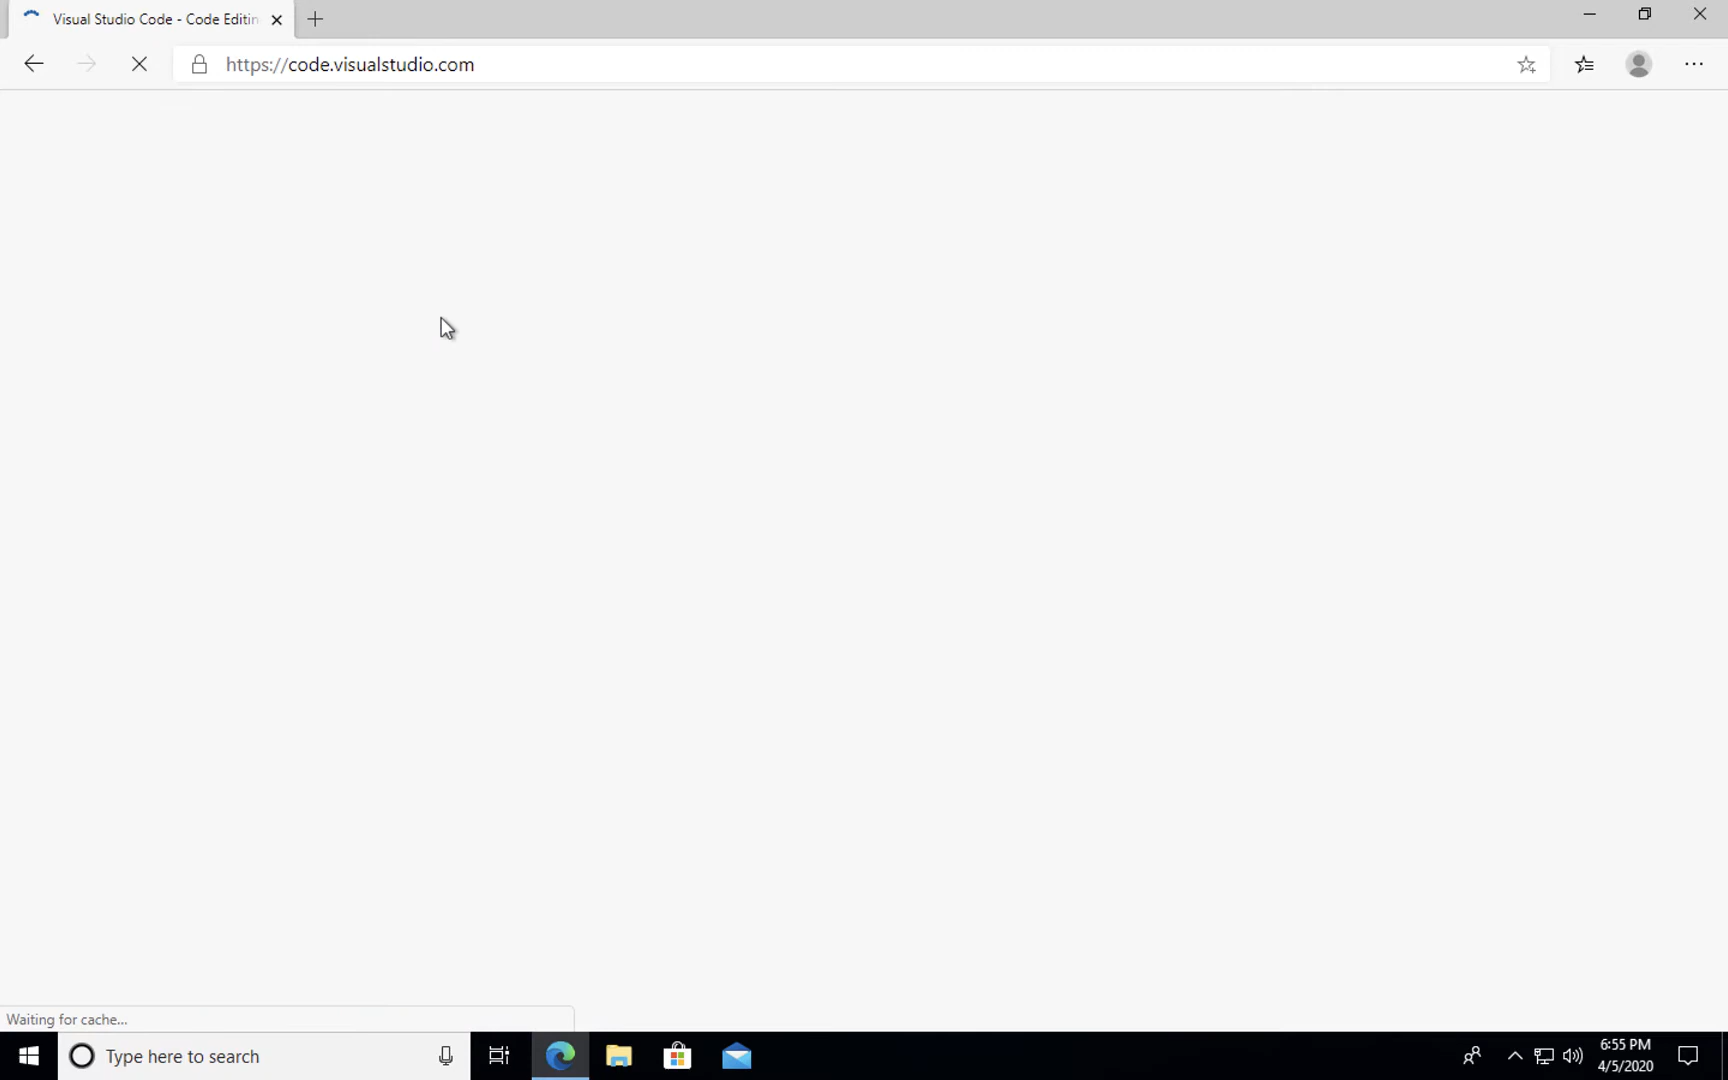 Visual Studio Code - Code Editin
https://code.visualstudio.com
Waiting for cache...
Type here to search
6:55 PM
4/5/2020